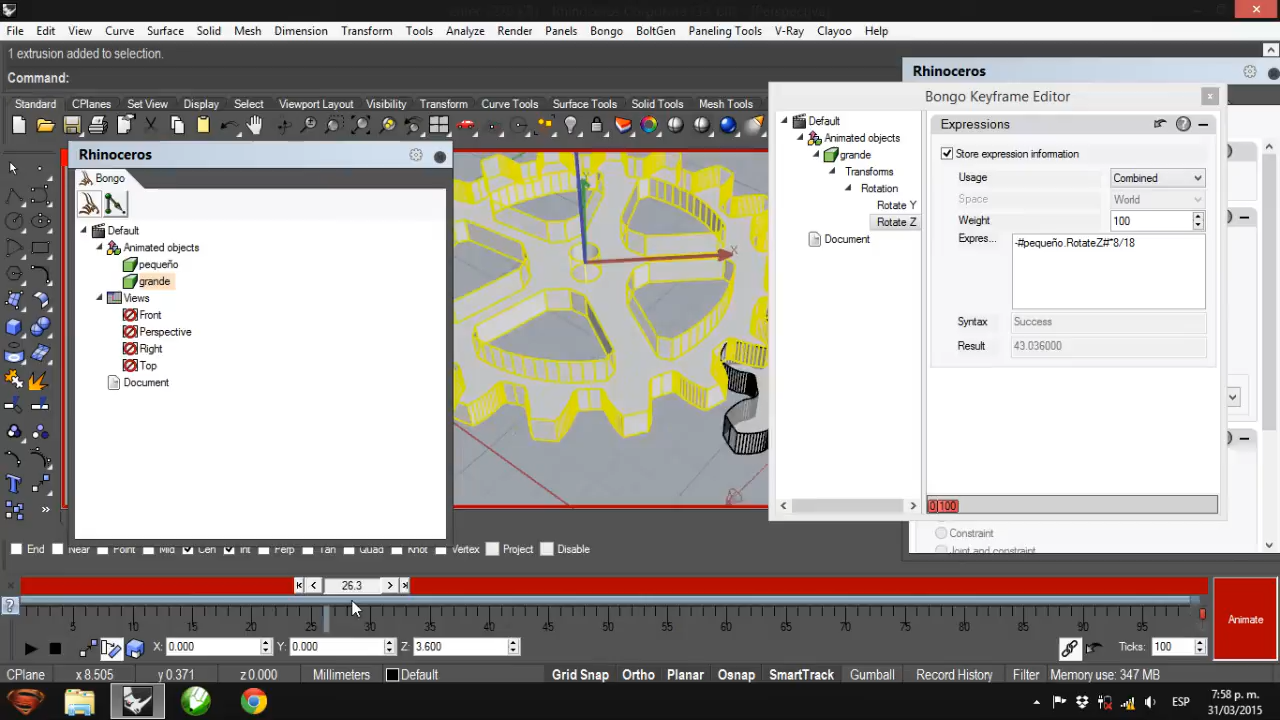 File Edit View Curve Surface Solid Mesh Dimension Transform Tools Analyze Render Panels Bongo BoltGen Paneling Tools V-Ray Clayoo Help
1 extrusion added to selection.
Command:
Standard CPlanes Set View Display Select Viewport Layout Visibility Transform Curve Tools Surface Tools Solid Tools Mesh Tools
Rhinoceros
Bongo
Default
Animated objects
pequeño
grande
Views
Front
Perspective
Right
Top
Document
X
Rhinoceros
Bongo Keyframe Editor
x
Default
Animated objects
grande
Transforms
Rotation
Rotate Y
Rotate Z
Document
Expressions
Store expression information
Usage Combined
Space World
Weight 100
Expres... -#pequeño.RotateZ#*8/18
Syntax Success
Result 43.036000
0|100
Constraint
Joint and constraint
End Near Point Mid Cen Int Perp Tan Quad Knot Vertex Project Disable
26.3
5 10 15 20 25 30 35 40 45 50 55 60 65 70 75 80 85 90 95
Animate
X: 0.000 Y: 0.000 Z: 3.600 Ticks: 100
CPlane x 8.505 y 0.371 z 0.000 Millimeters Default Grid Snap Ortho Planar Osnap SmartTrack Gumball Record History Filter Memory use: 347 MB
ESP
7:58 p. m.
31/03/2015